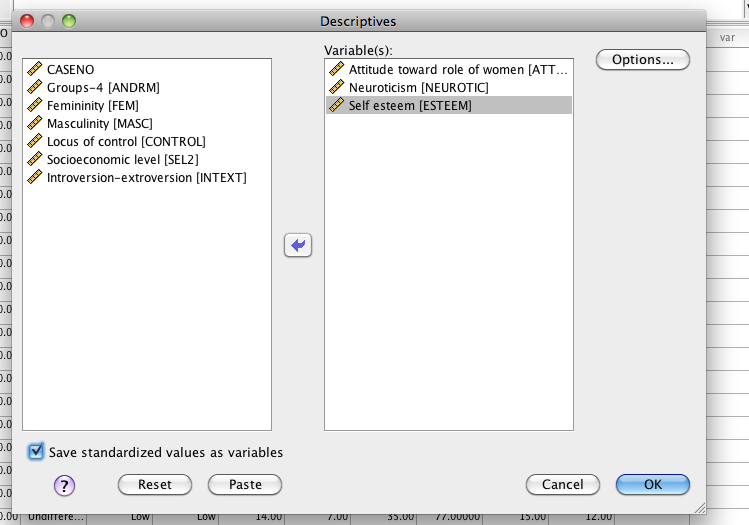 Descriptives
var
Variable(s):
CASENO
Groups-4 [ANDRM]
Femininity [FEM]
Masculinity [MASC]
Locus of control [CONTROL]
Socioeconomic level [SEL2]
Introversion-extroversion [INTEXT]
Attitude toward role of women [ATT...
Neuroticism [NEUROTIC]
Self esteem [ESTEEM]
Options...
Save standardized values as variables
?
Reset
Paste
Cancel
OK
Undiffere... Low Low 14.00 7.00 35.00 77.00000 15.00 12.00